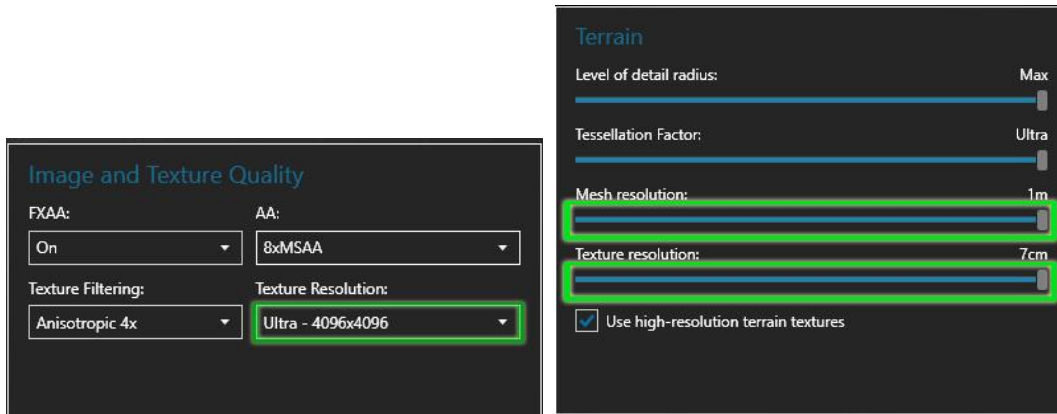 Image and Texture Quality
FXAA: AA:
On 8xMSAA
Texture Filtering: Texture Resolution:
Anisotropic 4x Ultra - 4096x4096
Terrain
Level of detail radius: Max
Tessellation Factor: Ultra
Mesh resolution: 1m
Texture resolution: 7cm
Use high-resolution terrain textures